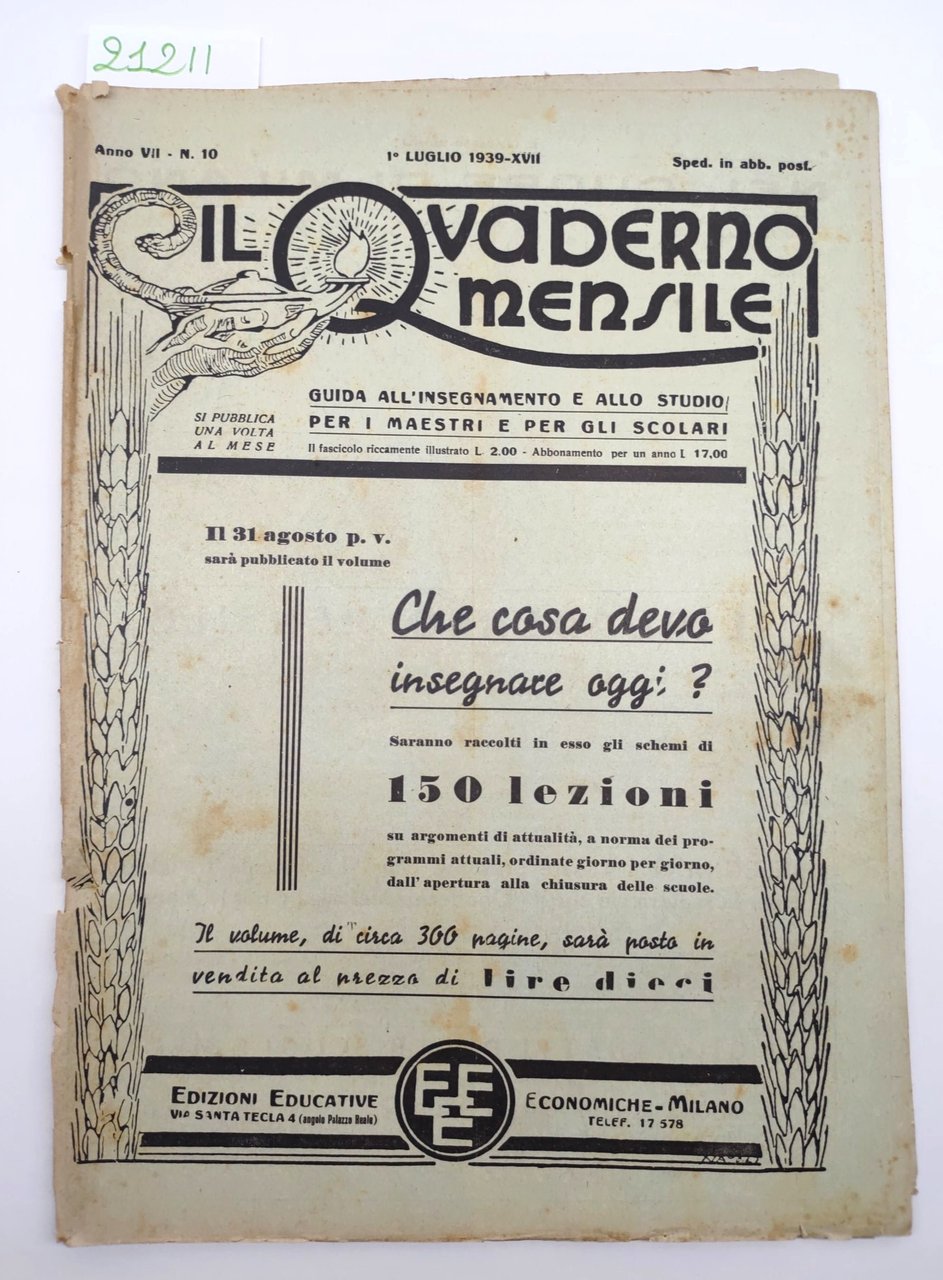 21211
Anno VII - N. 10
1° LUGLIO 1939-XVII
Sped. in abb. post.
IL QVADERNO
MENSILE
GUIDA ALL'INSEGNAMENTO E ALLO STUDIO
PER I MAESTRI E PER GLI SCOLARI
SI PUBBLICA
UNA VOLTA
AL MESE
Il fascicolo riccamente illustrato L. 2.00 - Abbonamento per un anno L 17,00
Il 31 agosto p. v.
sarà pubblicato il volume
Che cosa devo
insegnare oggi ?
Saranno raccolti in esso gli schemi di
150 lezioni
su argomenti di attualità, a norma dei pro-
grammi attuali, ordinate giorno per giorno,
dall'apertura alla chiusura delle scuole.
Il volume, di circa 300 pagine, sarà posto in
vendita al prezzo di lire dieci
EDIZIONI EDUCATIVE
VIA SANTA TECLA 4 (angolo Palazzo Reale)
EEE
ECONOMICHE - MILANO
TELEF. 17 578